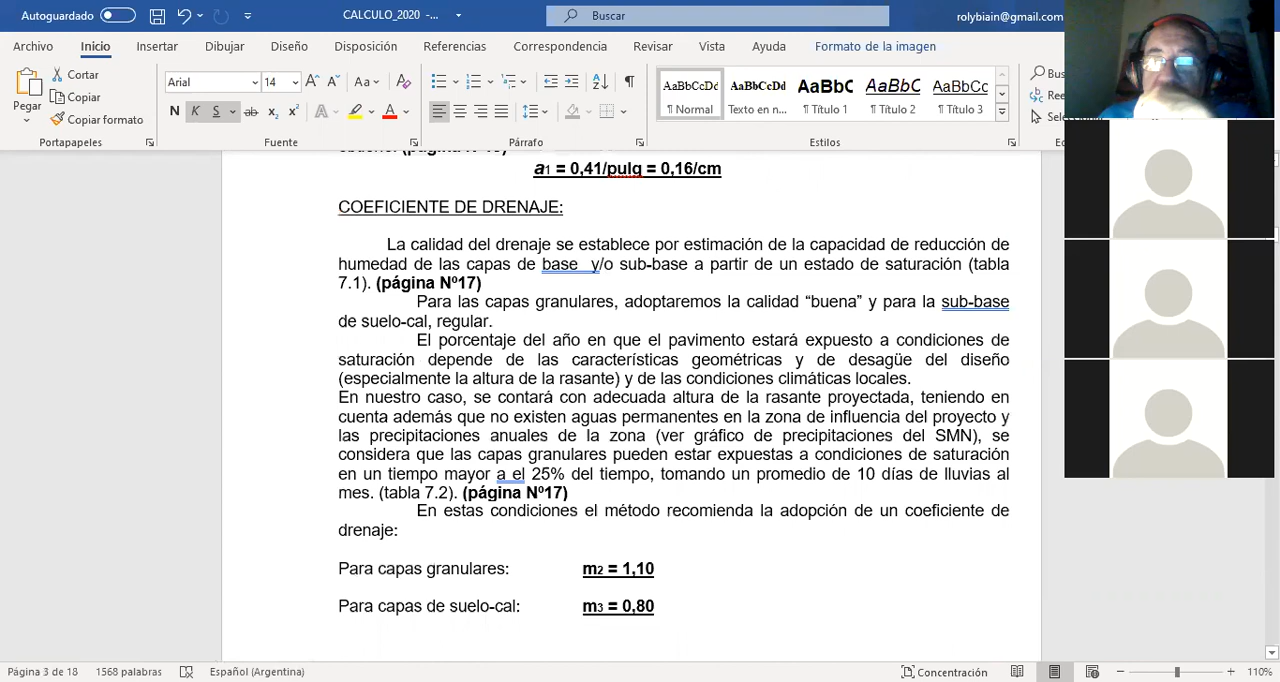 Autoguardado
CALCULO_2020 -...
Buscar
rolybiain@gmail.com
Archivo
Inicio
Insertar
Dibujar
Diseño
Disposición
Referencias
Correspondencia
Revisar
Vista
Ayuda
Formato de la imagen
Pegar
Cortar
Copiar
Copiar formato
Portapapeles
Arial
14
Aa
N K S ab x₂ x²
A A
Fuente
Párrafo
AaBbCcDd
¶ Normal
AaBbCcDd
Texto en n...
AaBbC
¶ Título 1
AaBbC
¶ Título 2
AaBbC
¶ Título 3
Estilos
a1 = 0,41/pulg = 0,16/cm
COEFICIENTE DE DRENAJE:
La calidad del drenaje se establece por estimación de la capacidad de reducción de
humedad de las capas de base y/o sub-base a partir de un estado de saturación (tabla
7.1). (página Nº17)
Para las capas granulares, adoptaremos la calidad “buena” y para la sub-base
de suelo-cal, regular.
El porcentaje del año en que el pavimento estará expuesto a condiciones de
saturación depende de las características geométricas y de desagüe del diseño
(especialmente la altura de la rasante) y de las condiciones climáticas locales.
En nuestro caso, se contará con adecuada altura de la rasante proyectada, teniendo en
cuenta además que no existen aguas permanentes en la zona de influencia del proyecto y
las precipitaciones anuales de la zona (ver gráfico de precipitaciones del SMN), se
considera que las capas granulares pueden estar expuestas a condiciones de saturación
en un tiempo mayor a el 25% del tiempo, tomando un promedio de 10 días de lluvias al
mes. (tabla 7.2). (página Nº17)
En estas condiciones el método recomienda la adopción de un coeficiente de
drenaje:
Para capas granulares: m2 = 1,10
Para capas de suelo-cal: m3 = 0,80
Página 3 de 18
1568 palabras
Español (Argentina)
Concentración
110%